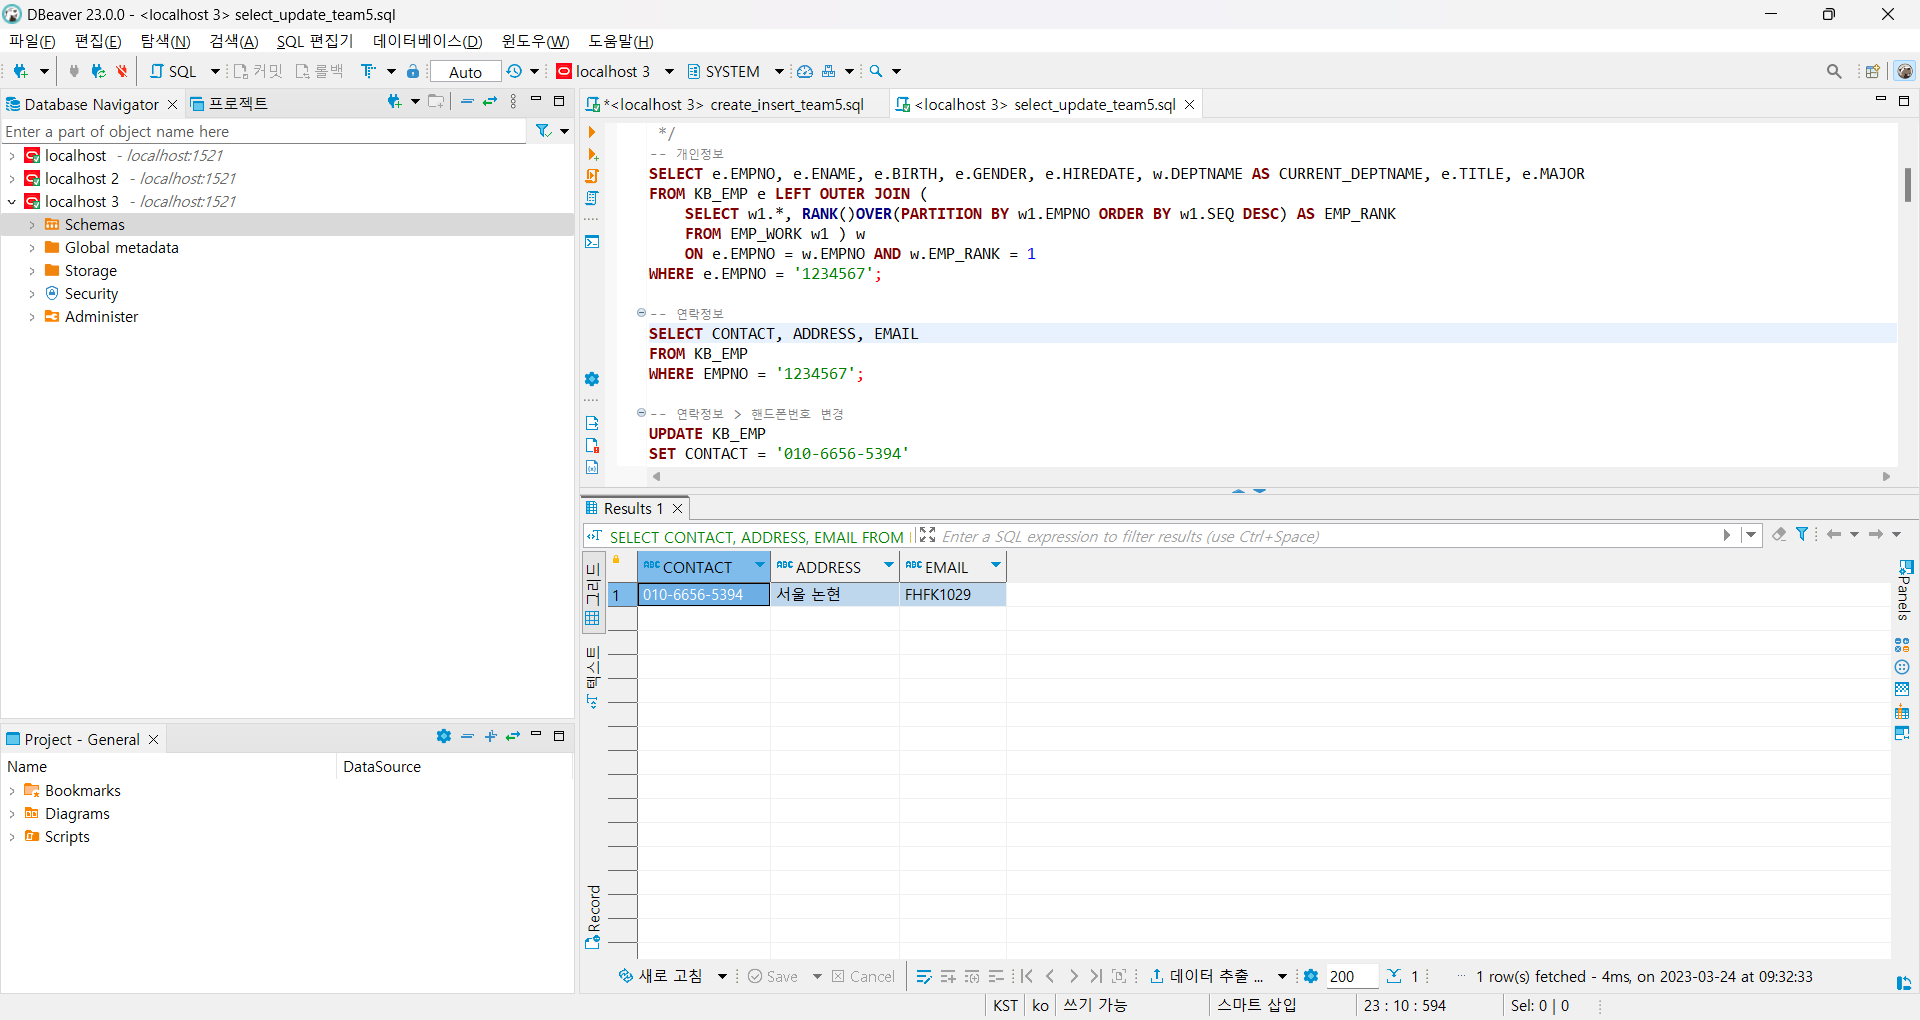 DBeaver 23.0.0 - <localhost 3> select_update_team5.sql
파일(F) 편집(E) 탐색(N) 검색(A) SQL 편집기 데이터베이스(D) 윈도우(W) 도움말(H)
SQL 커밋 롤백 Auto localhost 3 SYSTEM
Database Navigator 프로젝트
Enter a part of object name here
localhost - localhost:1521
localhost 2 - localhost:1521
localhost 3 - localhost:1521
Schemas
Global metadata
Storage
Security
Administer
Project - General
Name DataSource
Bookmarks
Diagrams
Scripts
*<localhost 3> create_insert_team5.sql <localhost 3> select_update_team5.sql
*/
-- 개인정보
SELECT e.EMPNO, e.ENAME, e.BIRTH, e.GENDER, e.HIREDATE, w.DEPTNAME AS CURRENT_DEPTNAME, e.TITLE, e.MAJOR
FROM KB_EMP e LEFT OUTER JOIN (
SELECT w1.*, RANK()OVER(PARTITION BY w1.EMPNO ORDER BY w1.SEQ DESC) AS EMP_RANK
FROM EMP_WORK w1 ) w
ON e.EMPNO = w.EMPNO AND w.EMP_RANK = 1
WHERE e.EMPNO = '1234567';
-- 연락정보
SELECT CONTACT, ADDRESS, EMAIL
FROM KB_EMP
WHERE EMPNO = '1234567';
-- 연락정보 > 핸드폰번호 변경
UPDATE KB_EMP
SET CONTACT = '010-6656-5394'
Results 1
SELECT CONTACT, ADDRESS, EMAIL FROM Enter a SQL expression to filter results (use Ctrl+Space)
그리드
텍스트
Record
Panels
ABC CONTACT ABC ADDRESS ABC EMAIL
1 010-6656-5394 서울 논현 FHFK1029
새로 고침 Save Cancel 데이터 추출 ... 200 1 ... 1 row(s) fetched - 4ms, on 2023-03-24 at 09:32:33
KST ko 쓰기 가능 스마트 삽입 23 : 10 : 594 Sel: 0 | 0